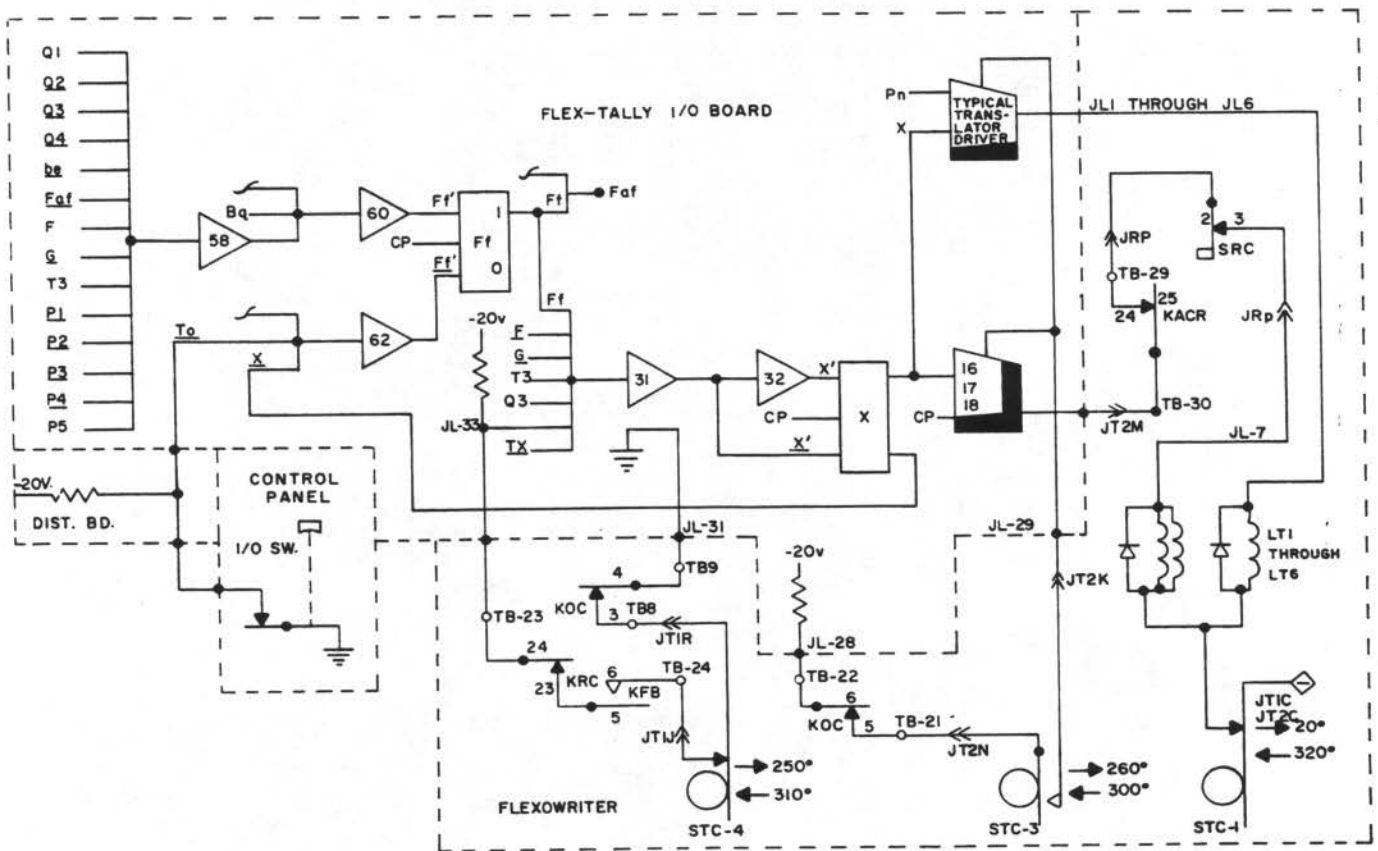 Q1
Q2
Q3
Q4
be
Faf
F
G
T3
P1
P2
P3
P4
P5
58
Bq
To
X
60
62
Ff'
CP
Ff'
1
Ff
0
Ft
Faf
FLEX-TALLY I/O BOARD
-20v
JL-33
Ff
F
G
T3
Q3
TX
31
32
X'
CP
X'
X
Pn
X
TYPICAL
TRANS-
LATOR
DRIVER
16
17
18
CP
JL1 THROUGH JL6
2
3
SRC
JRP
TB-29
24
25
KACR
JRp
TB-30
JT2M
JL-7
LT1
THROUGH
LT6
-20V.
DIST. BD.
CONTROL
PANEL
I/O SW.
JL-31
TB9
4
KOC
3
TB8
JT1R
TB-23
24
KRC
23
6
KFB
5
TB-24
JT1J
250°
310°
STC-4
FLEXOWRITER
-20v
JL-28
TB-22
6
KOC
5
TB-21
JT2N
JL-29
JT2K
260°
300°
STC-3
JT1C
JT2C
20°
320°
STC-1